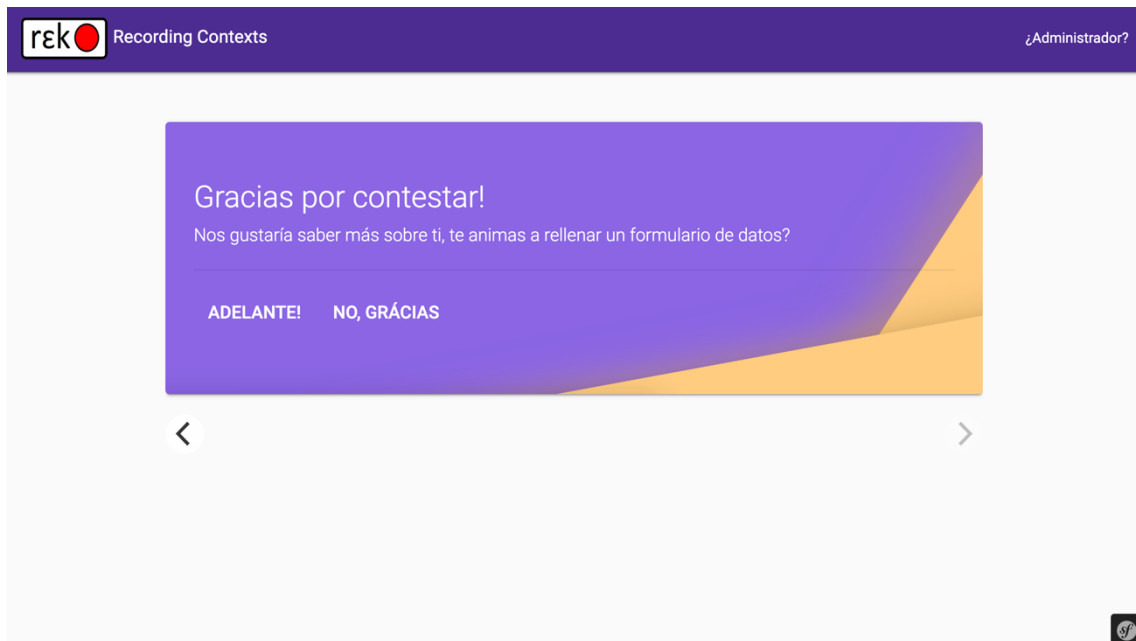 rεk
Recording Contexts
¿Administrador?
Gracias por contestar!
Nos gustaría saber más sobre ti, te animas a rellenar un formulario de datos?
ADELANTE!
NO, GRÁCIAS
sf